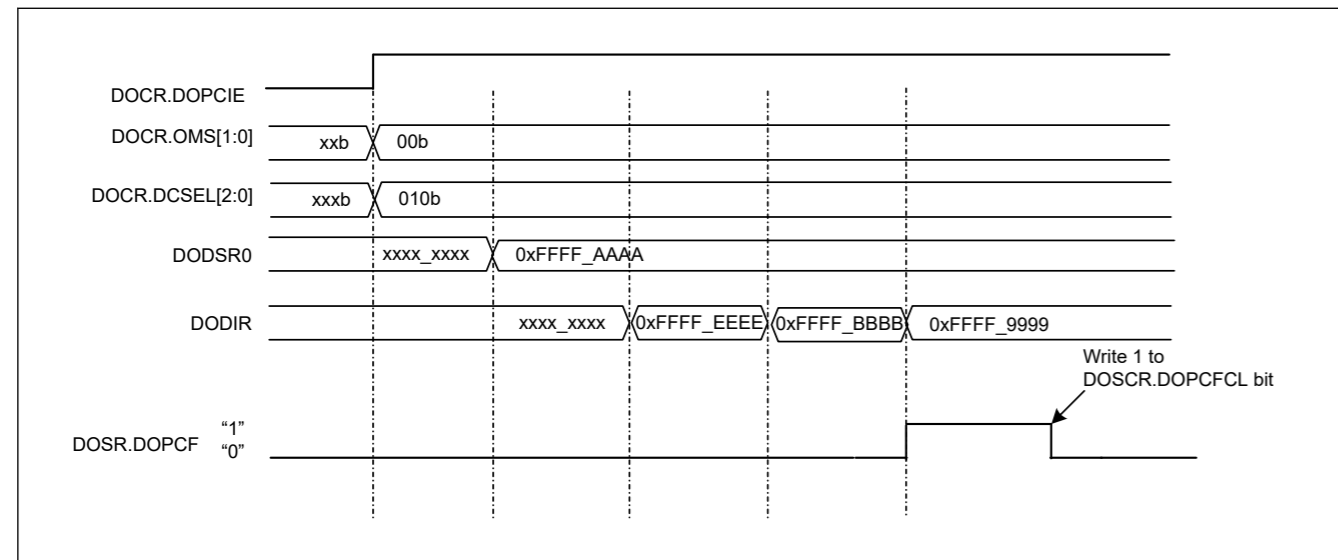 DOCR.DOPCIE
DOCR.OMS[1:0] xxb 00b
DOCR.DCSEL[2:0] xxxb 010b
DODSR0 xxxx_xxxx 0xFFFF_AAAA
DODIR xxxx_xxxx 0xFFFF_EEEE 0xFFFF_BBBB 0xFFFF_9999
Write 1 to
DOSCR.DOPCFCL bit
“1”
DOSR.DOPCF “0”